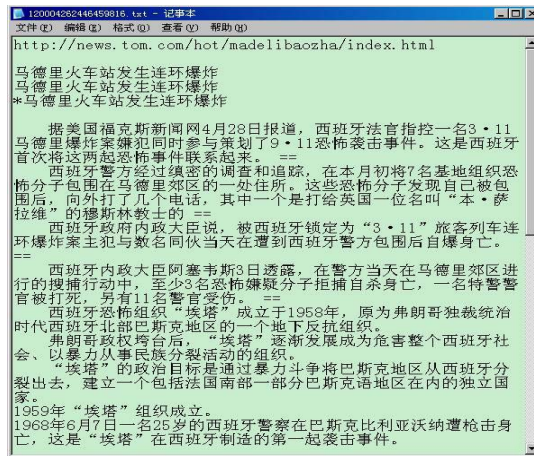 120004262446459816.txt - 记事本
文件(F) 编辑(E) 格式(O) 查看(V) 帮助(H)
http://news.tom.com/hot/madelibaozha/index.html
马德里火车站发生连环爆炸
马德里火车站发生连环爆炸
*马德里火车站发生连环爆炸
据美国福克斯新闻网4月28日报道，西班牙法官指控一名3·11
马德里爆炸案嫌犯同时参与策划了9·11恐怖袭击事件。这是西班牙
首次将这两起恐怖事件联系起来。 ==
西班牙警方经过缜密的调查和追踪，在本月初将7名基地组织恐
怖分子包围在马德里郊区的一处住所。这些恐怖分子发现自己被包
围后，向外打了几个电话，其中一个是打给英国一位名叫“本·萨
拉维”的穆斯林教士的 ==
西班牙政府内政大臣说，被西班牙锁定为“3·11”旅客列车连
环爆炸案主犯与数名同伙当天在遭到西班牙警方包围后自爆身亡。
==
西班牙内政大臣阿塞韦斯3日透露，在警方当天在马德里郊区进
行的搜捕行动中，至少3名恐怖嫌疑分子拒捕自杀身亡，一名特警警
官被打死，另有11名警官受伤。 ==
西班牙恐怖组织“埃塔”成立于1958年，原为弗朗哥独裁统治
时代西班牙北部巴斯克地区的一个地下反抗组织。
弗朗哥政权垮台后，“埃塔”逐渐发展成为危害整个西班牙社
会、以暴力从事民族分裂活动的组织。
“埃塔”的政治目标是通过暴力斗争将巴斯克地区从西班牙分
裂出去，建立一个包括法国南部一部分巴斯克语地区在内的独立国
家。
1959年“埃塔”组织成立。
1968年6月7日一名25岁的西班牙警察在巴斯克比利亚沃纳遭枪击身
亡，这是“埃塔”在西班牙制造的第一起袭击事件。